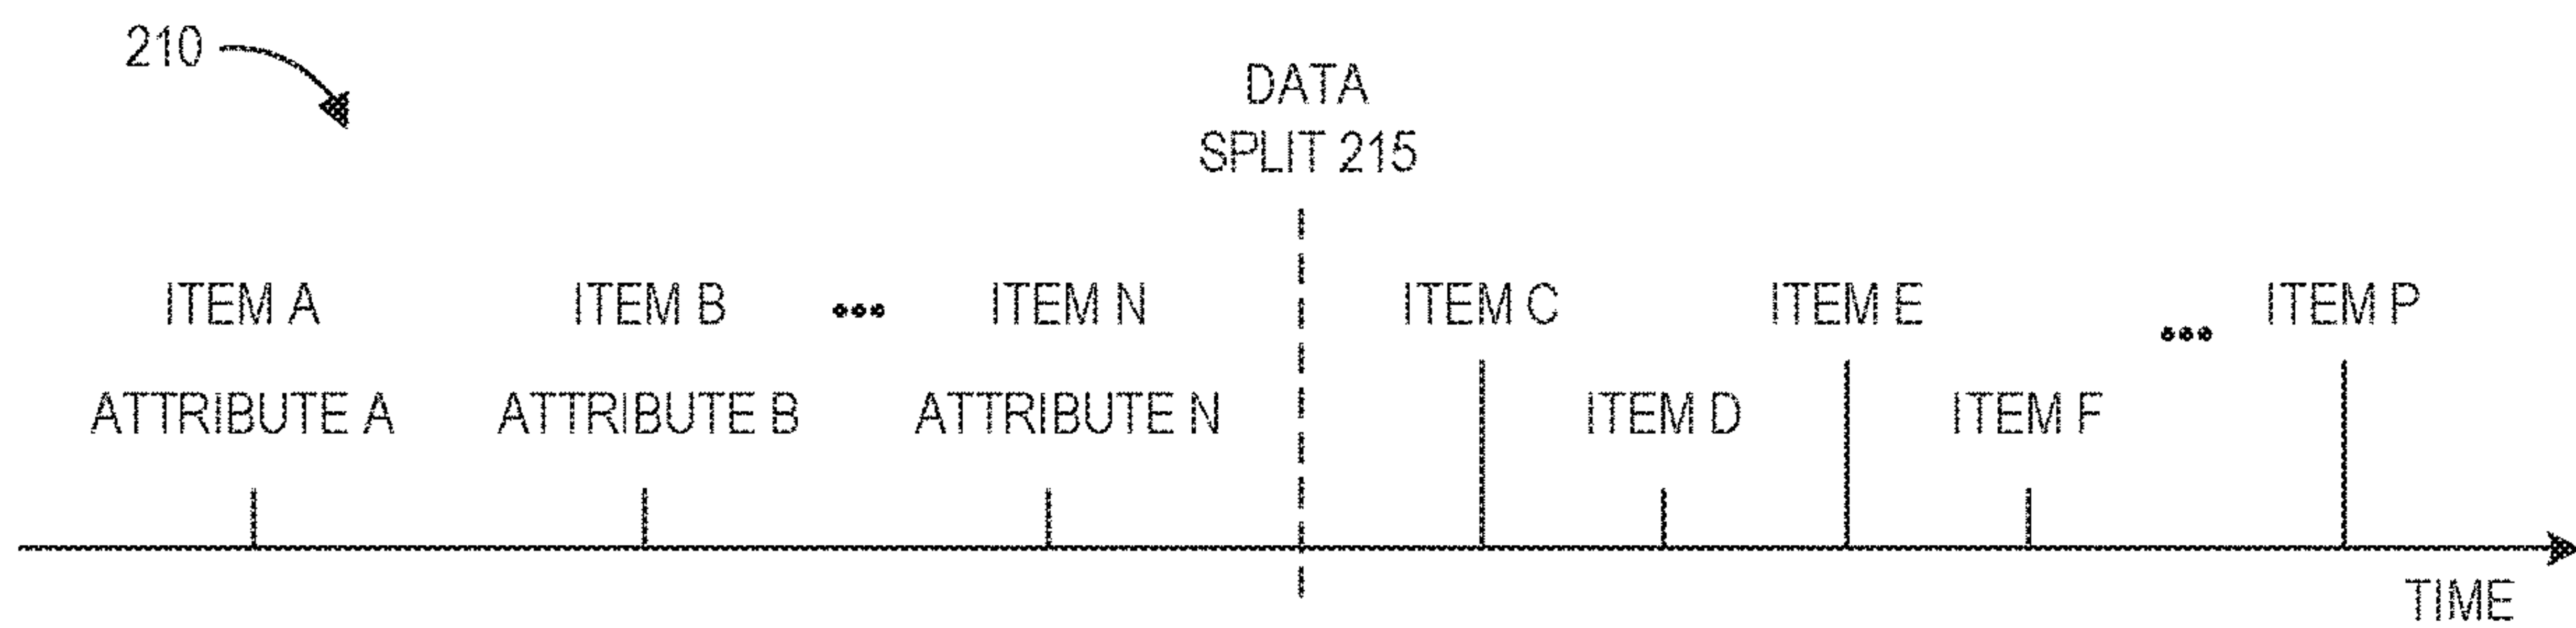 210
DATA
SPLIT 215
ITEM A ITEM B ••• ITEM N ITEM C ITEM E ••• ITEM P
ATTRIBUTE A ATTRIBUTE B ATTRIBUTE N ITEM D ITEM F
TIME